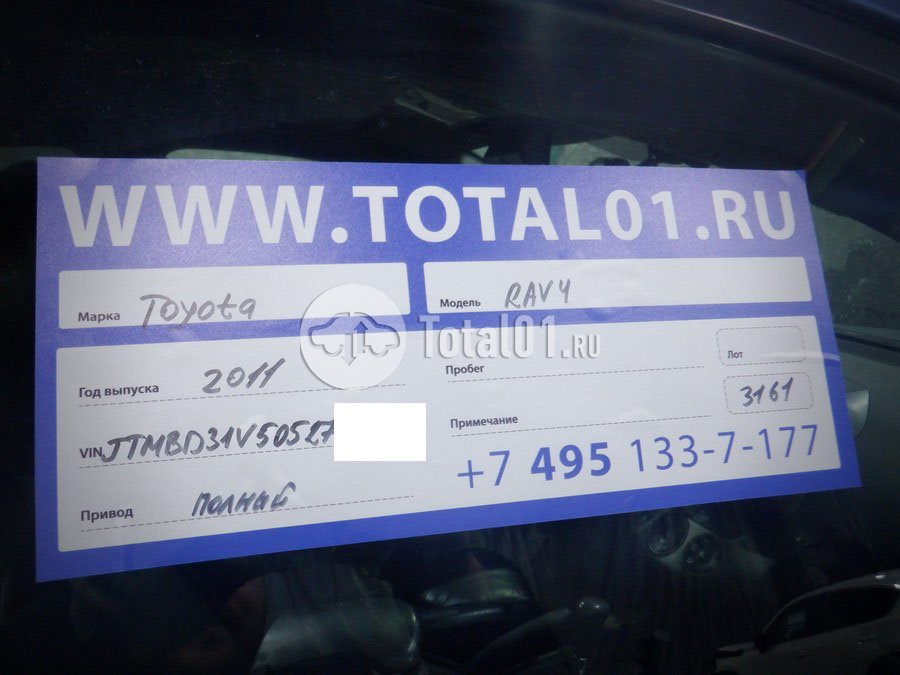 WWW.TOTAL01.RU
Марка Toyota
Модель RAV4
Total01.RU
Год выпуска 2011
Пробег
Лот
3161
VIN JTMBD31V50527
Примечание
+7 495 133-7-177
Привод полный